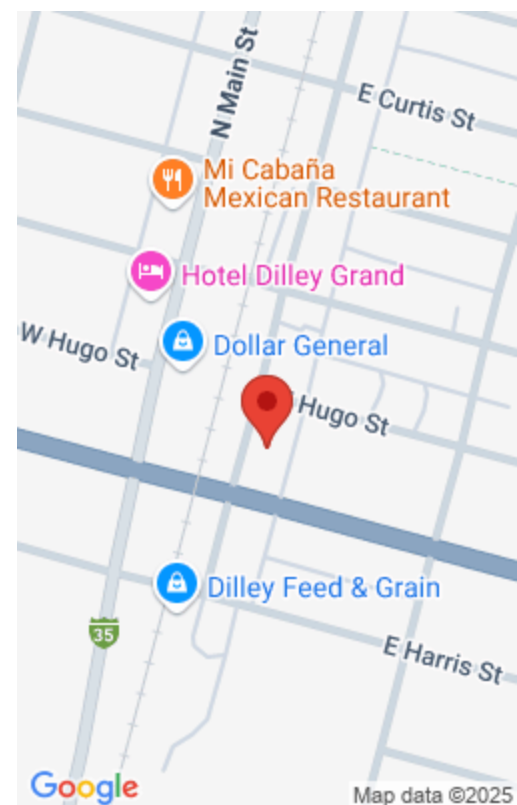 N Main St
E Curtis St
Mi Cabaña
Mexican Restaurant
Hotel Dilley Grand
W Hugo St
Dollar General
Hugo St
Dilley Feed & Grain
35
E Harris St
Google
Map data ©2025